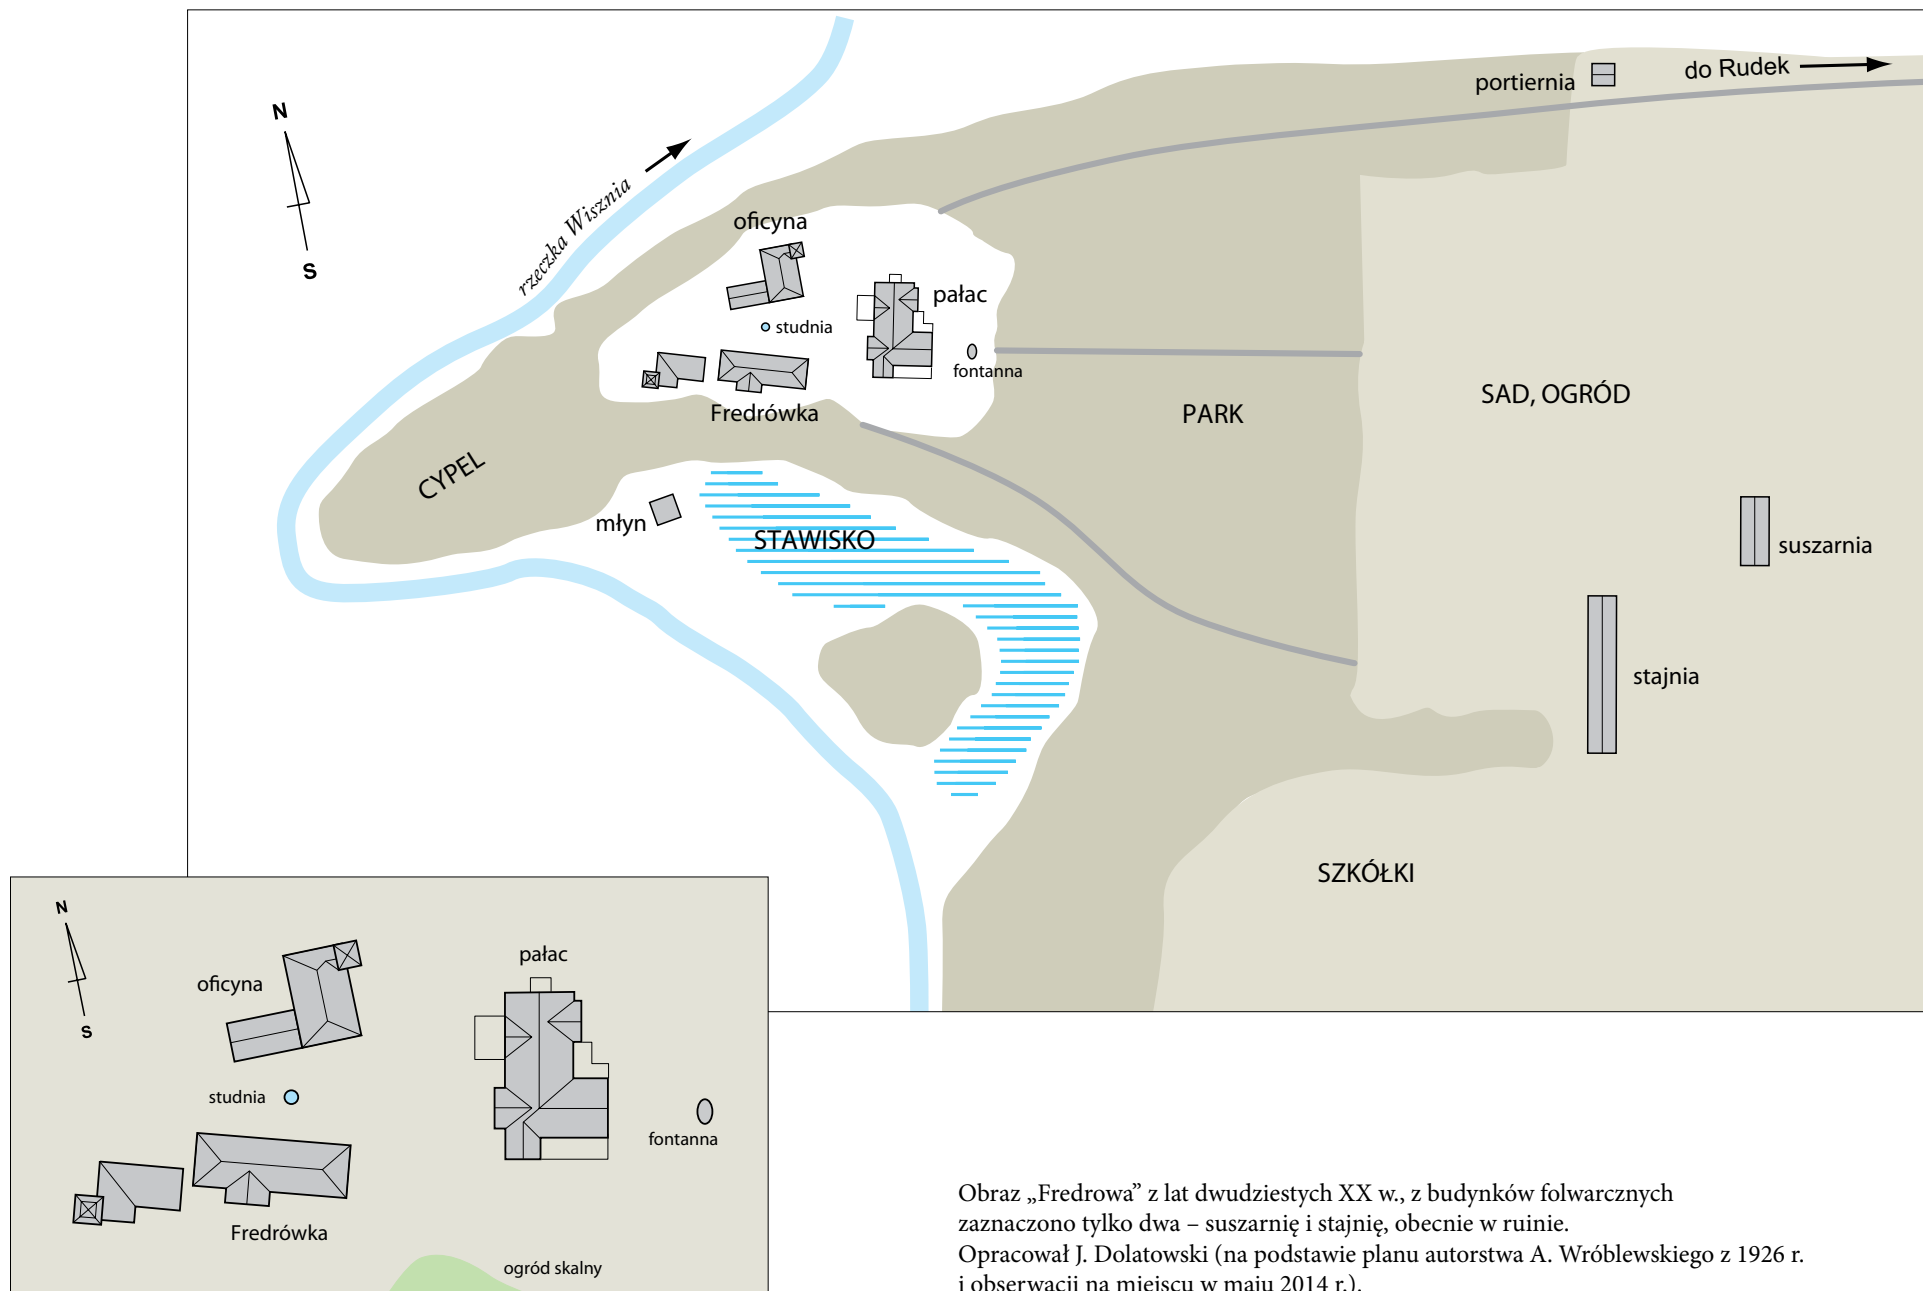 do Rudek
portiernia
N
S
rzeczka Wisznia
oficyna
studnia
pałac
fontanna
Fredrówka
CYPEL
młyn
STAWISKO
PARK
SAD, OGRÓD
suszarnia
stajnia
SZKÓŁKI
N
S
oficyna
pałac
studnia
fontanna
Fredrówka
ogród skalny
Obraz „Fredrowa” z lat dwudziestych XX w., z budynków folwarcznych
zaznaczono tylko dwa – suszarnię i stajnię, obecnie w ruinie.
Opracował J. Dolatowski (na podstawie planu autorstwa A. Wróblewskiego z 1926 r.
i obserwacji na miejscu w maju 2014 r.).